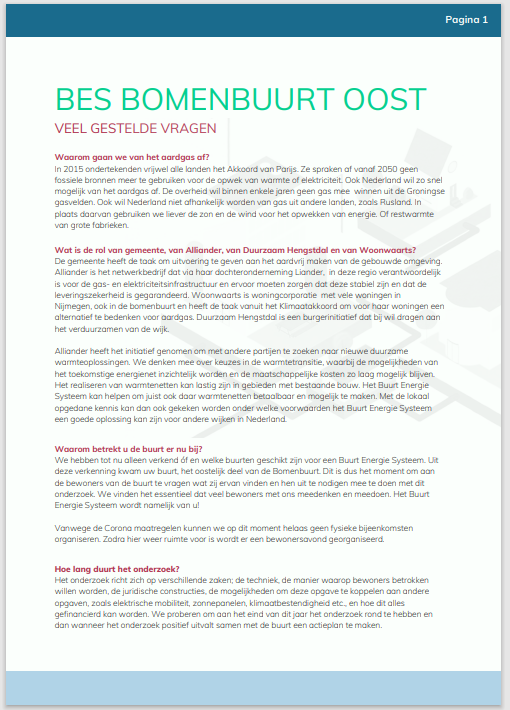 Pagina 1
BES BOMENBUURT OOST
VEEL GESTELDE VRAGEN
Waarom gaan we van het aardgas af?
In 2015 ondertekenden vrijwel alle landen het Akkoord van Parijs. Ze spraken af vanaf 2050 geen
fossiele bronnen meer te gebruiken voor de opwek van warmte of elektriciteit. Ook Nederland wil zo snel
mogelijk van het aardgas af. De overheid wil binnen enkele jaren geen gas mee winnen uit de Groningse
gasvelden. Ook wil Nederland niet afhankelijk worden van gas uit andere landen, zoals Rusland. In
plaats daarvan gebruiken we liever de zon en de wind voor het opwekken van energie. Of restwarmte
van grote fabrieken.
Wat is de rol van gemeente, van Alliander, van Duurzaam Hengstdal en van Woonwaarts?
De gemeente heeft de taak om uitvoering te geven aan het aardvrij maken van de gebouwde omgeving.
Alliander is het netwerkbedrijf dat via haar dochteronderneming Liander, in deze regio verantwoordelijk
is voor de gas- en elektriciteitsinfrastructuur en ervoor moeten zorgen dat deze stabiel zijn en dat de
leveringszekerheid is gegarandeerd. Woonwaarts is woningcorporatie met vele woningen in
Nijmegen, ook in de bomenbuurt en heeft de taak vanuit het Klimaatakkoord om voor haar woningen een
alternatief te bedenken voor aardgas. Duurzaam Hengstdal is een burgerinitiatief dat bij wil dragen aan
het verduurzamen van de wijk.
Alliander heeft het initiatief genomen om met andere partijen te zoeken naar nieuwe duurzame
warmteoplossingen. We denken mee over keuzes in de warmtetransitie, waarbij de mogelijkheden van
het toekomstige energienet inzichtelijk worden en de maatschappelijke kosten zo laag mogelijk blijven.
Het realiseren van warmtenetten kan lastig zijn in gebieden met bestaande bouw. Het Buurt Energie
Systeem kan helpen om juist ook daar warmtenetten betaalbaar en mogelijk te maken. Met de lokaal
opgedane kennis kan dan ook gekeken worden onder welke voorwaarden het Buurt Energie Systeem
een goede oplossing kan zijn voor andere wijken in Nederland.
Waarom betrekt u de buurt er nu bij?
We hebben tot nu alleen verkend óf en welke buurten geschikt zijn voor een Buurt Energie Systeem. Uit
deze verkenning kwam uw buurt, het oostelijk deel van de Bomenbuurt. Dit is dus het moment om aan
de bewoners van de buurt te vragen wat zij ervan vinden en hen uit te nodigen mee te doen met dit
onderzoek. We vinden het essentieel dat veel bewoners met ons meedenken en meedoen. Het Buurt
Energie Systeem wordt namelijk van u!
Vanwege de Corona maatregelen kunnen we op dit moment helaas geen fysieke bijeenkomsten
organiseren. Zodra hier weer ruimte voor is wordt er een bewonersavond georganiseerd.
Hoe lang duurt het onderzoek?
Het onderzoek richt zich op verschillende zaken; de techniek, de manier waarop bewoners betrokken
willen worden, de juridische constructies, de mogelijkheden om deze opgave te koppelen aan andere
opgaven, zoals elektrische mobiliteit, zonnepanelen, klimaatbestendigheid etc., en hoe dit alles
gefinancierd kan worden. We proberen om aan het eind van dit jaar het onderzoek rond te hebben en
dan wanneer het onderzoek positief uitvalt samen met de buurt een actieplan te maken.